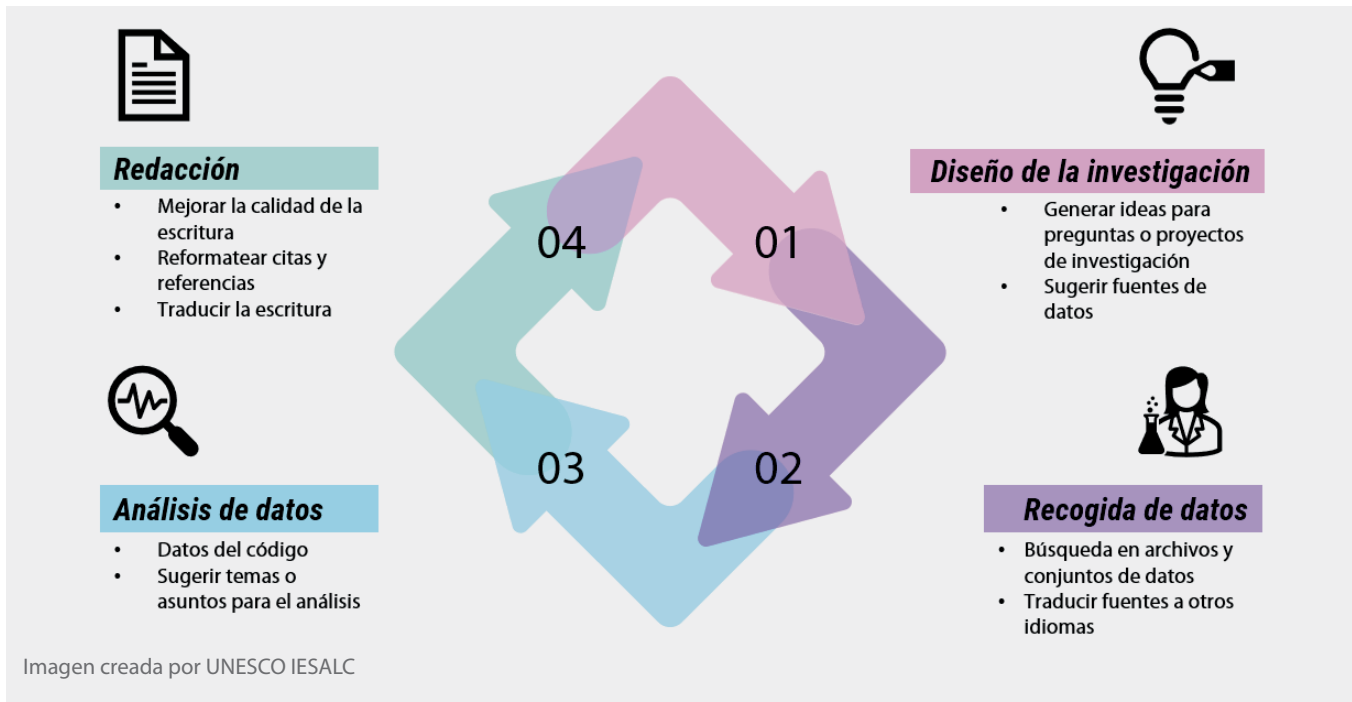 Redacción
• Mejorar la calidad de la
escritura
• Reformatear citas y
referencias
• Traducir la escritura
Diseño de la investigación
• Generar ideas para
preguntas o proyectos
de investigación
• Sugerir fuentes de
datos
04
01
03
02
Análisis de datos
• Datos del código
• Sugerir temas o
asuntos para el análisis
Recogida de datos
• Búsqueda en archivos y
conjuntos de datos
• Traducir fuentes a otros
idiomas
Imagen creada por UNESCO IESALC